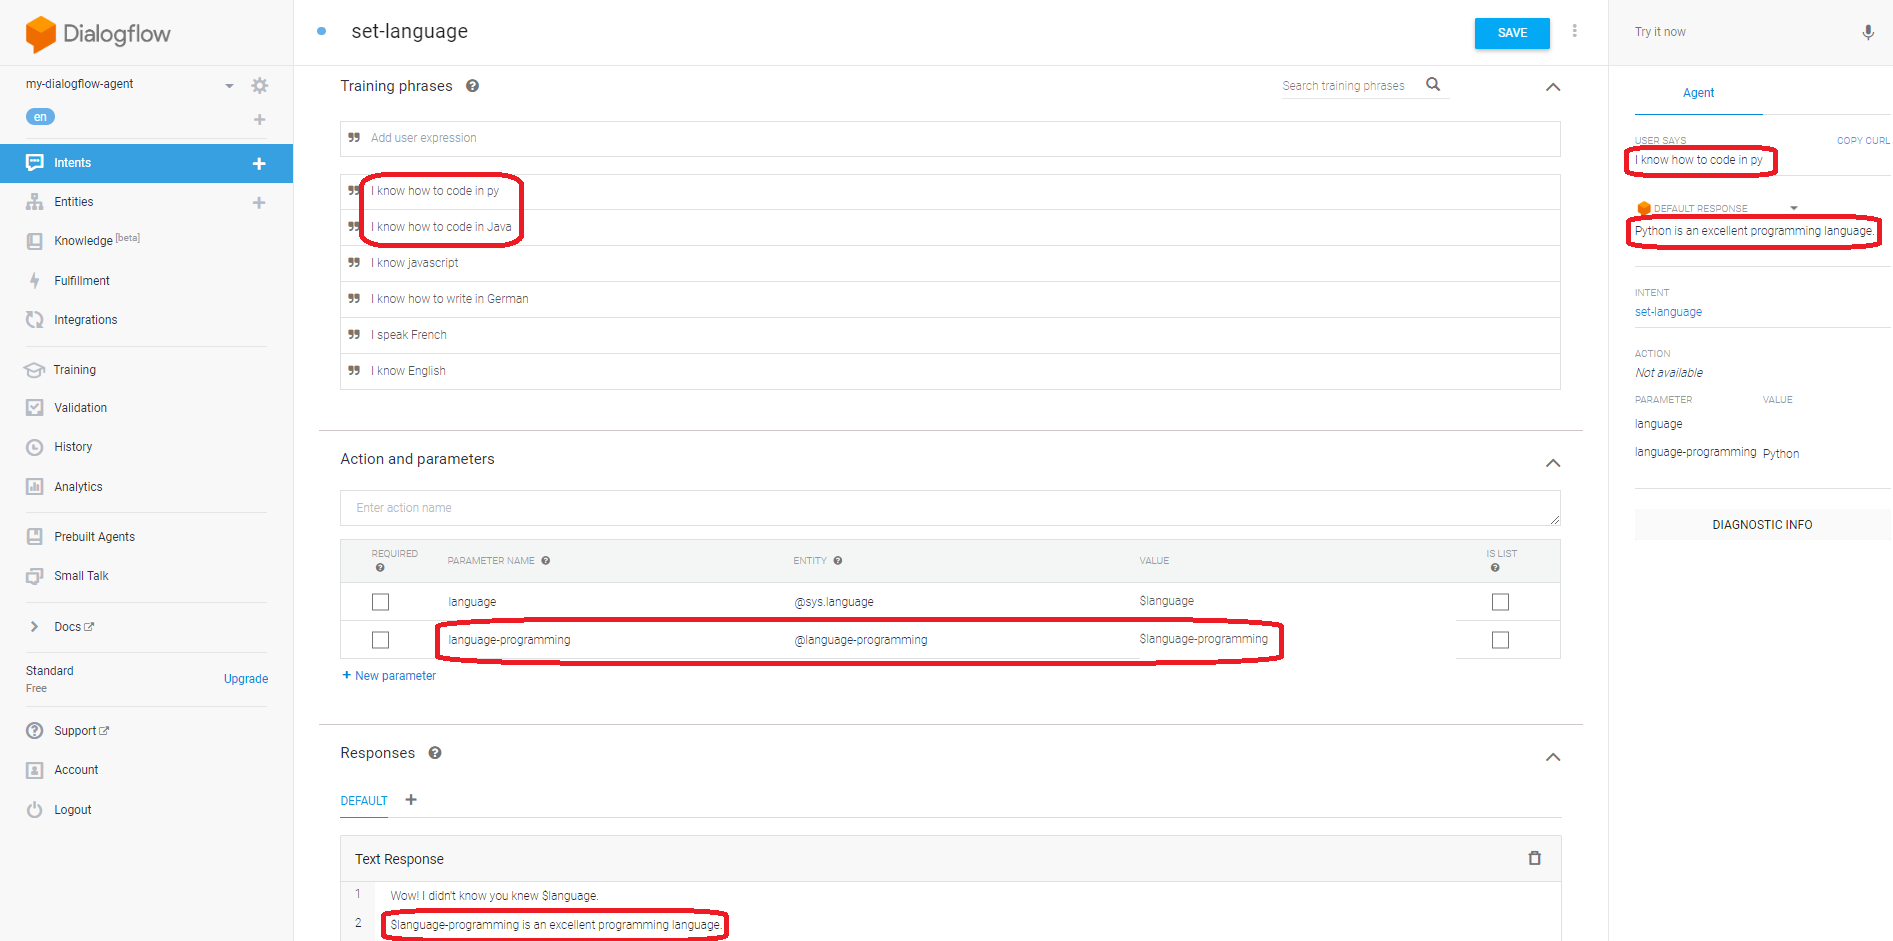 Dialogflow
my-dialogflow-agent
en
Intents
Entities
Knowledge [beta]
Fulfillment
Integrations
Training
Validation
History
Analytics
Prebuilt Agents
Small Talk
Docs
Standard
Free
Upgrade
Support
Account
Logout
set-language
SAVE
Training phrases
Search training phrases
Add user expression
I know how to code in py
I know how to code in Java
I know javascript
I know how to write in German
I speak French
I know English
Action and parameters
Enter action name
REQUIRED PARAMETER NAME ENTITY VALUE IS LIST
language @sys.language $language
language-programming @language-programming $language-programming
+ New parameter
Responses
DEFAULT +
Text Response
1 Wow! I didn't know you knew $language.
2 $language-programming is an excellent programming language.
Try it now
Agent
USER SAYS COPY CURL
I know how to code in py
DEFAULT RESPONSE
Python is an excellent programming language.
INTENT
set-language
ACTION
Not available
PARAMETER VALUE
language
language-programming Python
DIAGNOSTIC INFO